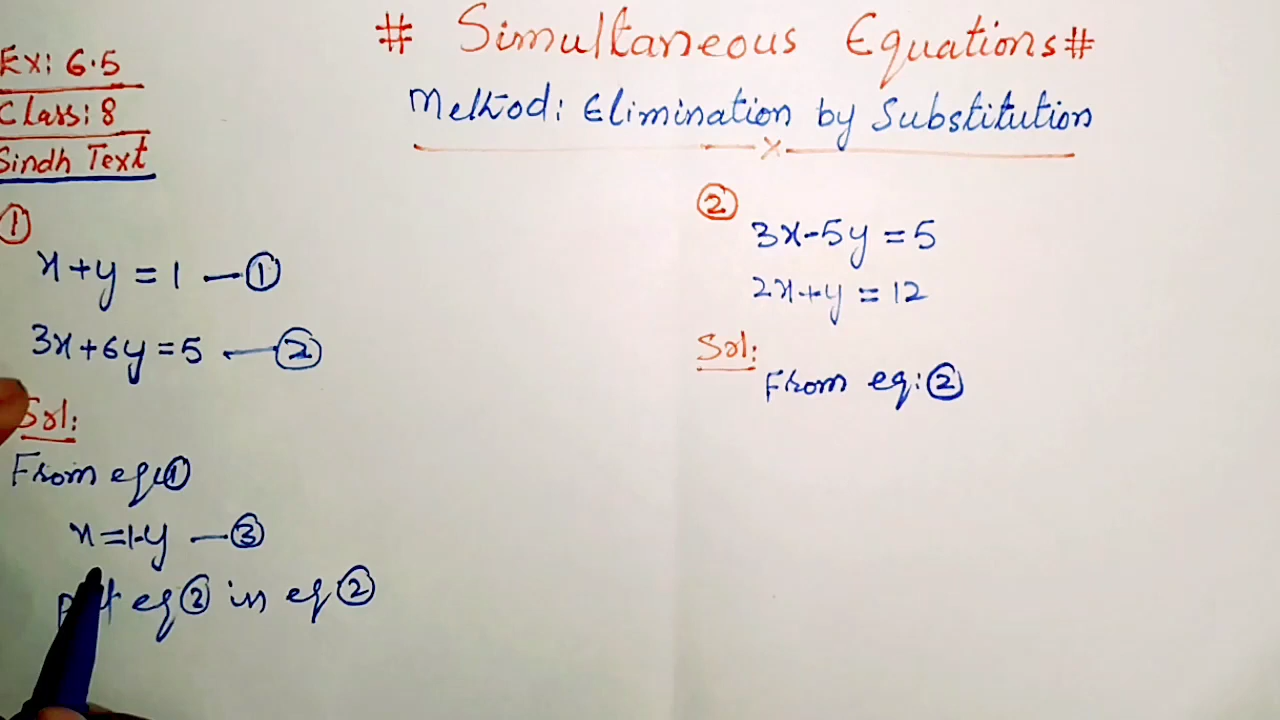 # Simultaneous Equations #
Method: Elimination by Substitution
Ex: 6.5
Class: 8
Sindh Text
①
x+y = 1 — ①
3x+6y = 5 — ②
Sol:
From eq: ①
x = 1-y — ③
put eq ② in eq ②
②
3x-5y = 5
2x+y = 12
Sol:
From eq: ②